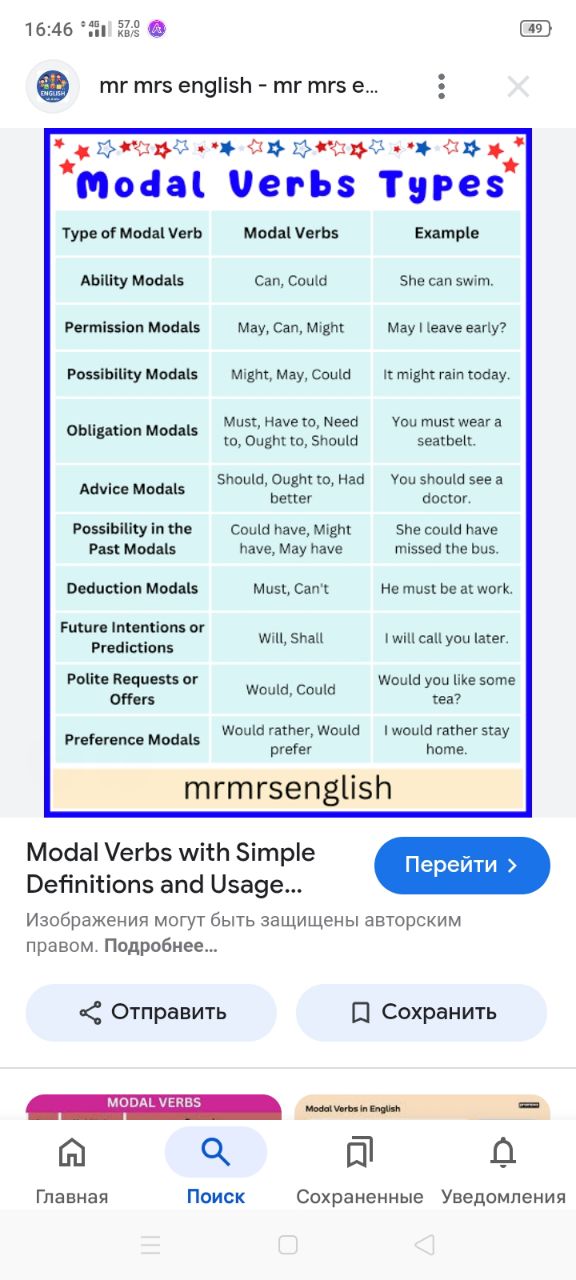 16:46 4G 57.0 KB/S 49
ENGLISH
mr mrs english - mr mrs e...
Modal Verbs Types
Type of Modal Verb Modal Verbs Example
Ability Modals Can, Could She can swim.
Permission Modals May, Can, Might May I leave early?
Possibility Modals Might, May, Could It might rain today.
Obligation Modals Must, Have to, Need to, Ought to, Should You must wear a seatbelt.
Advice Modals Should, Ought to, Had better You should see a doctor.
Possibility in the Past Modals Could have, Might have, May have She could have missed the bus.
Deduction Modals Must, Can't He must be at work.
Future Intentions or Predictions Will, Shall I will call you later.
Polite Requests or Offers Would, Could Would you like some tea?
Preference Modals Would rather, Would prefer I would rather stay home.
mrmrsenglish
Modal Verbs with Simple
Definitions and Usage...
Перейти
Изображения могут быть защищены авторским
правом. Подробнее...
Отправить Сохранить
MODAL VERBS Modal Verbs in English
Главная Поиск Сохраненные Уведомления